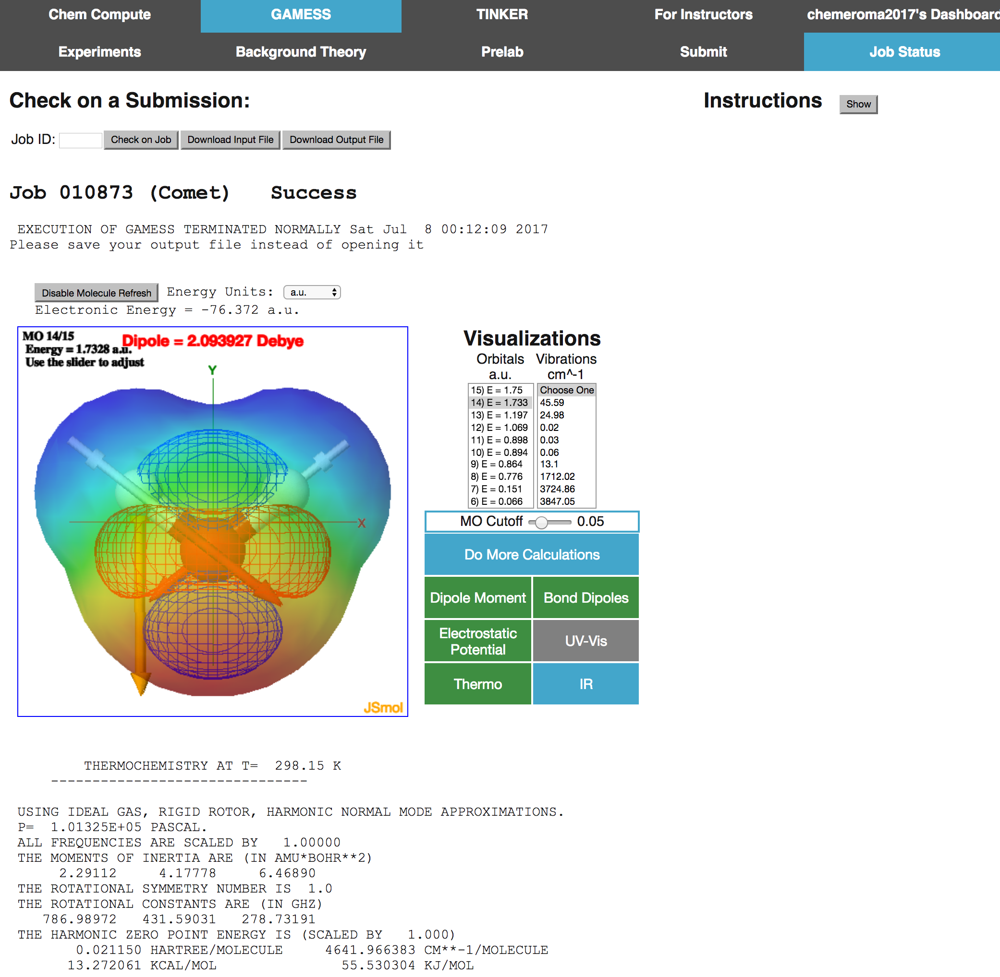 Chem Compute GAMESS TINKER For Instructors chemeroma2017's Dashboard
Experiments Background Theory Prelab Submit Job Status
Check on a Submission: Instructions Show
Job ID: Check on Job Download Input File Download Output File
Job 010873 (Comet) Success
EXECUTION OF GAMESS TERMINATED NORMALLY Sat Jul 8 00:12:09 2017
Please save your output file instead of opening it
Disable Molecule Refresh Energy Units: a.u.
Electronic Energy = -76.372 a.u.
MO 14/15
Dipole = 2.093927 Debye
Energy = 1.7328 a.u.
Use the slider to adjust
Y
X
JSmol
Visualizations
Orbitals Vibrations
a.u. cm^-1
15) E = 1.75 Choose One
14) E = 1.733 45.59
13) E = 1.197 24.98
12) E = 1.069 0.02
11) E = 0.898 0.03
10) E = 0.894 0.06
9) E = 0.864 13.1
8) E = 0.776 1712.02
7) E = 0.151 3724.86
6) E = 0.066 3847.05
MO Cutoff 0.05
Do More Calculations
Dipole Moment Bond Dipoles
Electrostatic
Potential UV-Vis
Thermo IR
THERMOCHEMISTRY AT T= 298.15 K
-------------------------------
USING IDEAL GAS, RIGID ROTOR, HARMONIC NORMAL MODE APPROXIMATIONS.
P= 1.01325E+05 PASCAL.
ALL FREQUENCIES ARE SCALED BY 1.00000
THE MOMENTS OF INERTIA ARE (IN AMU*BOHR**2)
2.29112 4.17778 6.46890
THE ROTATIONAL SYMMETRY NUMBER IS 1.0
THE ROTATIONAL CONSTANTS ARE (IN GHZ)
786.98972 431.59031 278.73191
THE HARMONIC ZERO POINT ENERGY IS (SCALED BY 1.000)
0.021150 HARTREE/MOLECULE 4641.966383 CM**-1/MOLECULE
13.272061 KCAL/MOL 55.530304 KJ/MOL